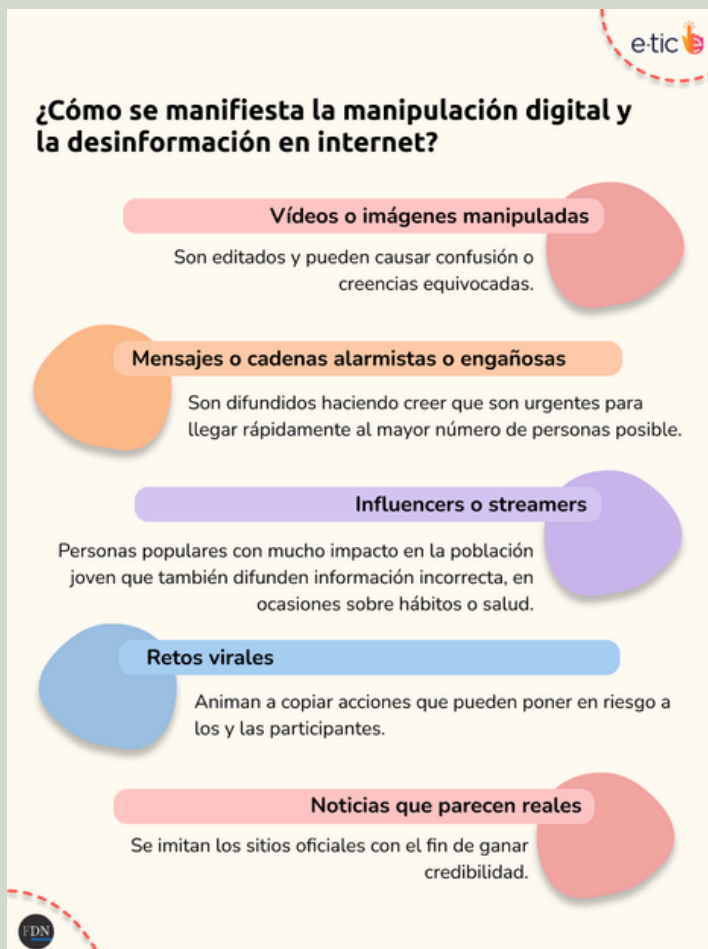 e·tic
¿Cómo se manifiesta la manipulación digital y
la desinformación en internet?
Vídeos o imágenes manipuladas
Son editados y pueden causar confusión o
creencias equivocadas.
Mensajes o cadenas alarmistas o engañosas
Son difundidos haciendo creer que son urgentes para
llegar rápidamente al mayor número de personas posible.
Influencers o streamers
Personas populares con mucho impacto en la población
joven que también difunden información incorrecta, en
ocasiones sobre hábitos o salud.
Retos virales
Animan a copiar acciones que pueden poner en riesgo a
los y las participantes.
Noticias que parecen reales
Se imitan los sitios oficiales con el fin de ganar
credibilidad.
FDN